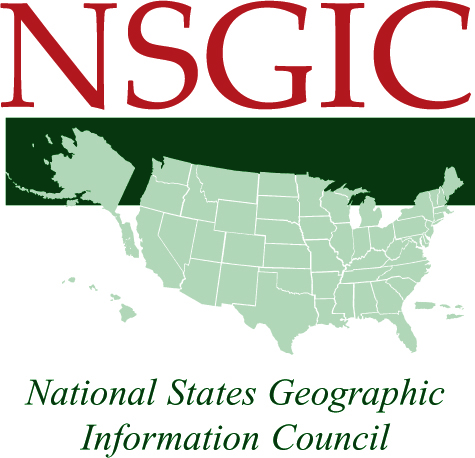 NSGIC
National States Geographic
Information Council